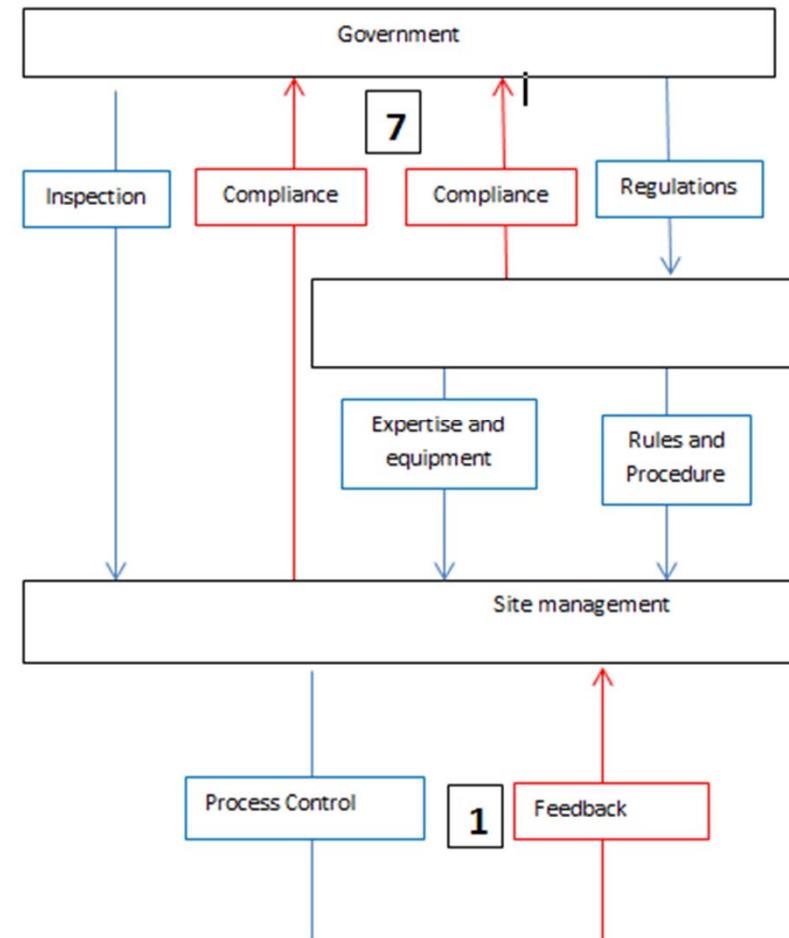 Government
7
Inspection
Compliance
Compliance
Regulations
Expertise and
equipment
Rules and
Procedure
Site management
Process Control
1
Feedback